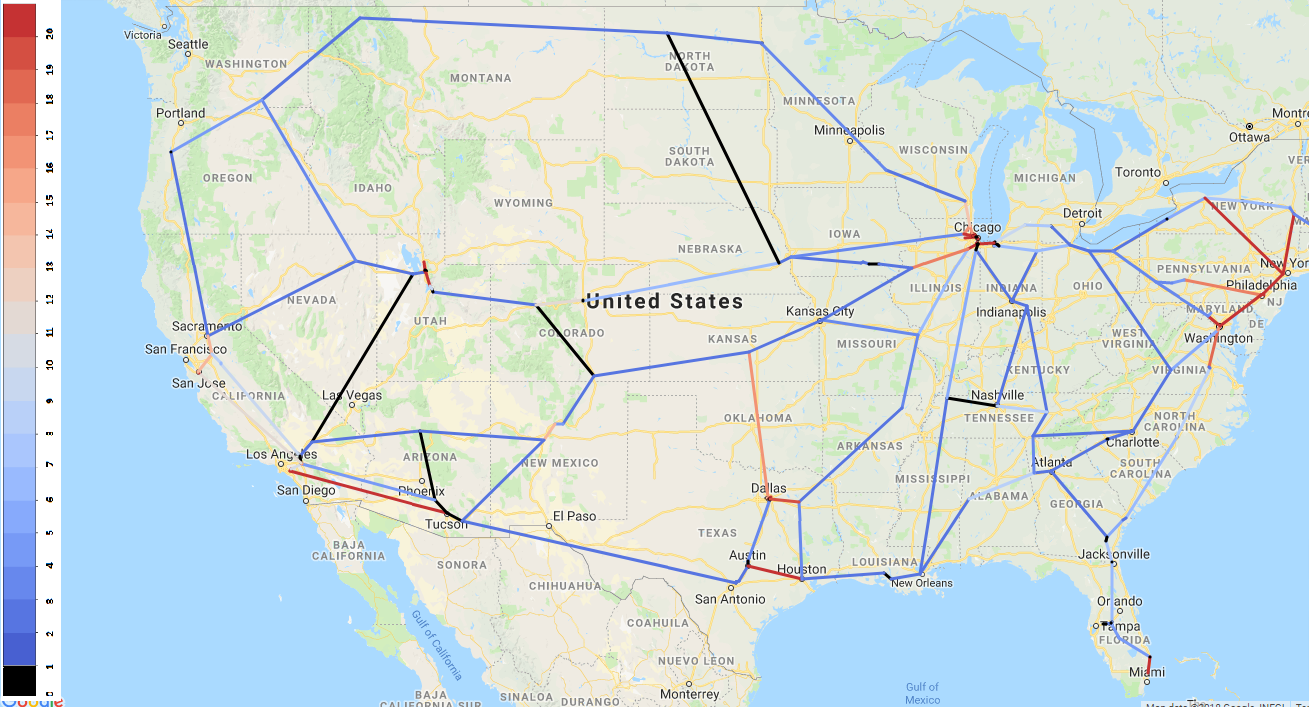 20
19
18
17
16
15
14
13
12
11
10
9
8
7
6
5
4
3
2
1
0
Victoria
Seattle
WASHINGTON
Portland
OREGON
IDAHO
MONTANA
NORTH
DAKOTA
SOUTH
DAKOTA
MINNESOTA
Minneapolis
WISCONSIN
MICHIGAN
Toronto
Ottawa
Montre
VER
NEW YORK
MA
Detroit
Chicago
WYOMING
NEBRASKA
IOWA
ILLINOIS
INDIANA
Indianapolis
OHIO
PENNSYLVANIA
New Yor
Philadelphia
NJ
MARYLAND
DE
Washington
WEST
VIRGINIA
VIRGINIA
NEVADA
UTAH
COLORADO
United States
KANSAS
Kansas City
MISSOURI
KENTUCKY
Sacramento
San Francisco
San Jose
CALIFORNIA
Las Vegas
Los Angeles
San Diego
ARIZONA
Phoenix
Tucson
NEW MEXICO
El Paso
OKLAHOMA
ARKANSAS
Nashville
TENNESSEE
NORTH
CAROLINA
Charlotte
SOUTH
CAROLINA
Atlanta
MISSISSIPPI
ALABAMA
GEORGIA
Dallas
TEXAS
Austin
Houston
San Antonio
LOUISIANA
New Orleans
Jacksonville
Orlando
Tampa
FLORIDA
Miami
BAJA
CALIFORNIA
SONORA
CHIHUAHUA
COAHUILA
Gulf of California
NUEVO LEON
Monterrey
BAJA
CALIFORNIA SUR
SINALOA
DURANGO
Gulf of
Mexico
Google